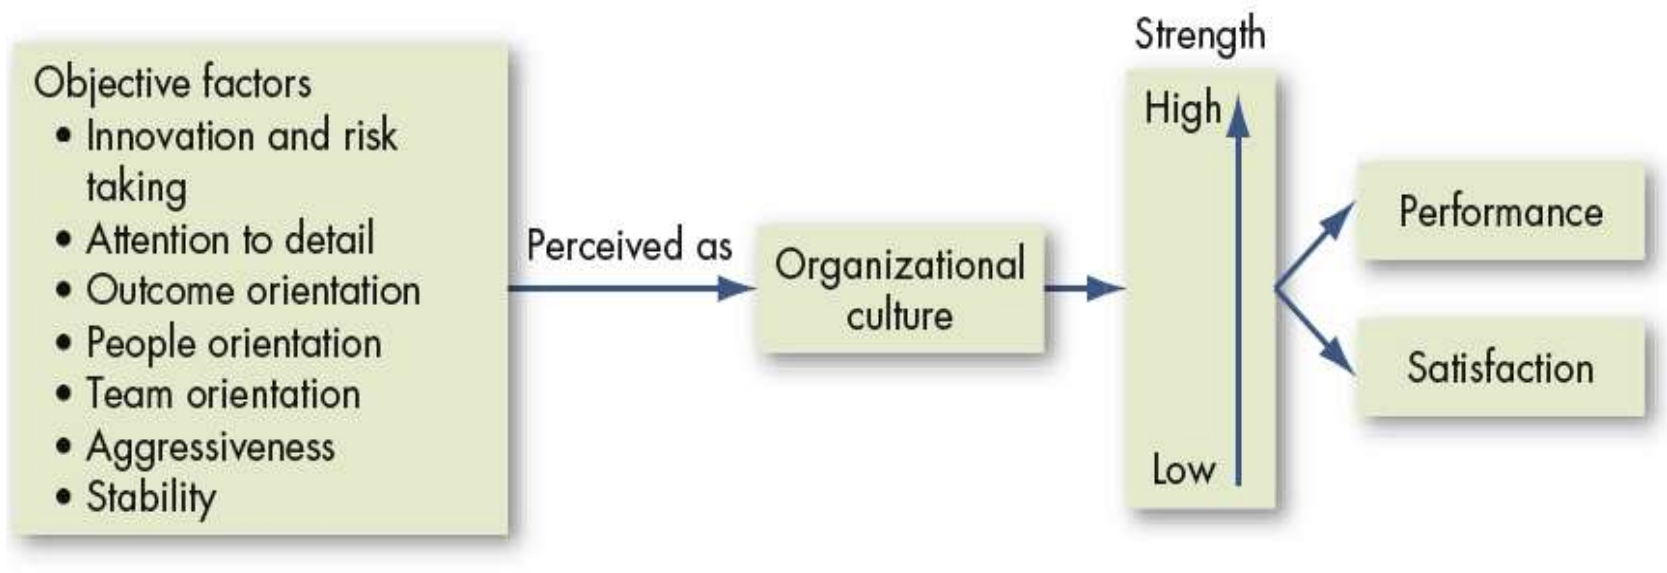 Objective factors
• Innovation and risk
taking
• Attention to detail
• Outcome orientation
• People orientation
• Team orientation
• Aggressiveness
• Stability
Perceived as
Organizational
culture
Strength
High
Low
Performance
Satisfaction